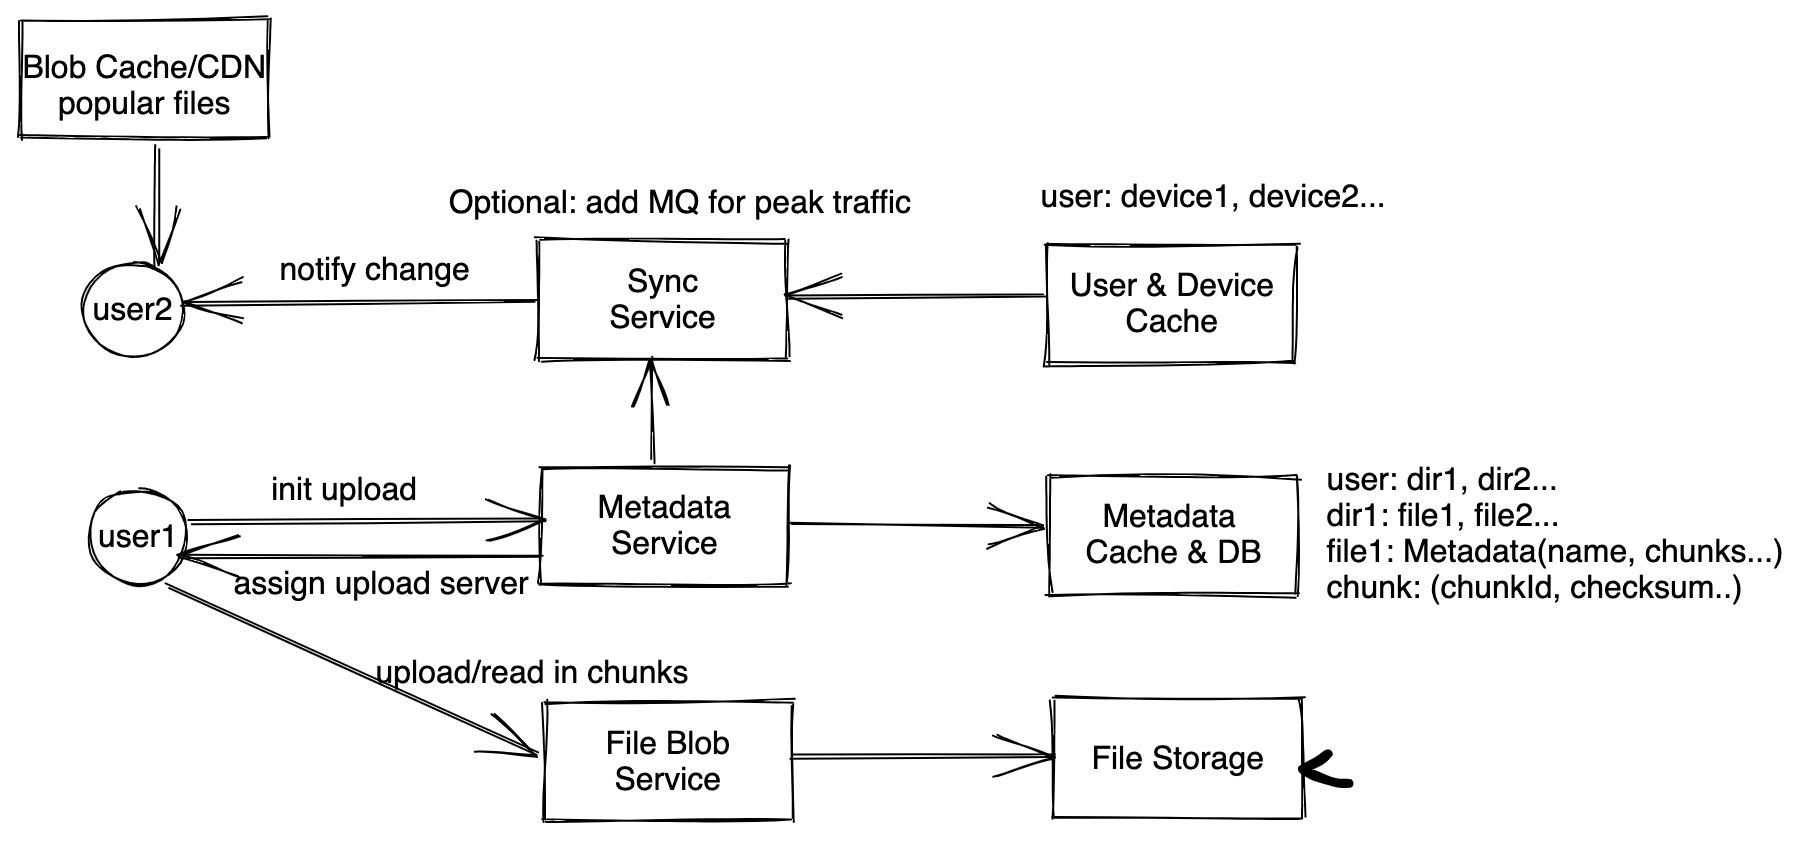 Blob Cache/CDN
popular files
Optional: add MQ for peak traffic
user: device1, device2...
user2
notify change
Sync
Service
User & Device
Cache
user1
init upload
assign upload server
Metadata
Service
Metadata
Cache & DB
user: dir1, dir2...
dir1: file1, file2...
file1: Metadata(name, chunks...)
chunk: (chunkId, checksum..)
upload/read in chunks
File Blob
Service
File Storage